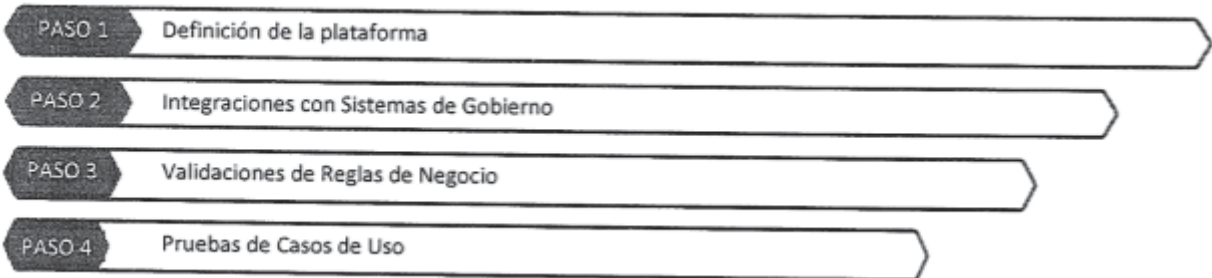 PASO 1 Definición de la plataforma
PASO 2 Integraciones con Sistemas de Gobierno
PASO 3 Validaciones de Reglas de Negocio
PASO 4 Pruebas de Casos de Uso